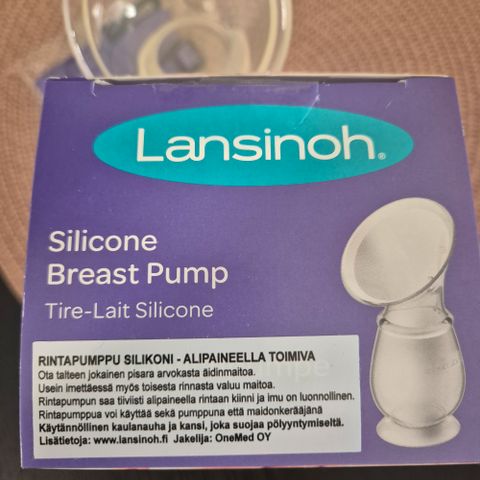 Lansinoh®
Silicone
Breast Pump
Tire-Lait Silicone
RINTAPUMPPU SILIKONI - ALIPAINEELLA TOIMIVA
Ota talteen jokainen pisara arvokasta äidinmaitoa.
Usein imettäessä myös toisesta rinnasta valuu maitoa.
Rintapumpun saa tiiviisti alipaineella rintaan kiinni ja imu on luonnollinen.
Rintapumppua voi käyttää sekä pumppuna että maidonkerääjänä
Käytännöllinen kaulanauha ja kansi, joka suojaa pölyyntymiseltä.
Lisätietoja: www.lansinoh.fi Jakelija: OneMed OY